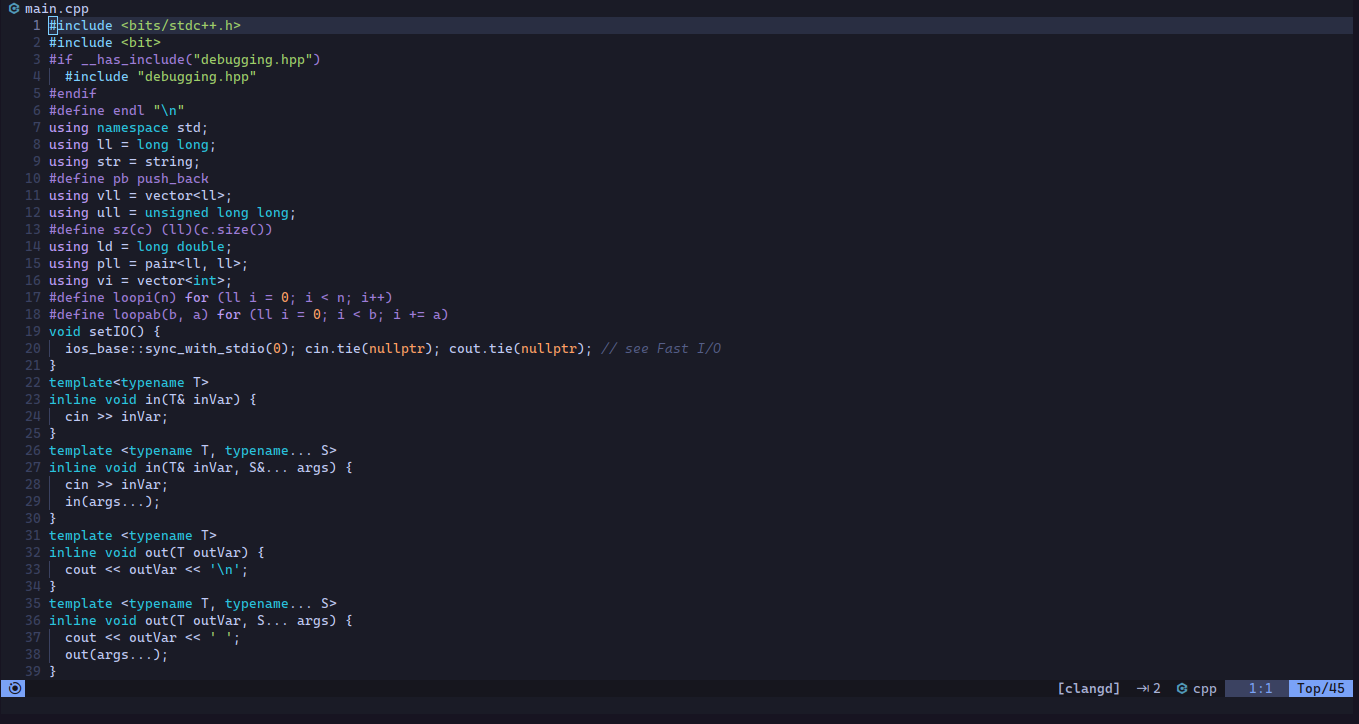 main.cpp
1 #include <bits/stdc++.h>
2 #include <bit>
3 #if __has_include("debugging.hpp")
4   #include "debugging.hpp"
5 #endif
6 #define endl "\n"
7 using namespace std;
8 using ll = long long;
9 using str = string;
10 #define pb push_back
11 using vll = vector<ll>;
12 using ull = unsigned long long;
13 #define sz(c) (ll)(c.size())
14 using ld = long double;
15 using pll = pair<ll, ll>;
16 using vi = vector<int>;
17 #define loopi(n) for (ll i = 0; i < n; i++)
18 #define loopab(b, a) for (ll i = 0; i < b; i += a)
19 void setIO() {
20   ios_base::sync_with_stdio(0); cin.tie(nullptr); cout.tie(nullptr); // see Fast I/O
21 }
22 template<typename T>
23 inline void in(T& inVar) {
24   cin >> inVar;
25 }
26 template <typename T, typename... S>
27 inline void in(T& inVar, S&... args) {
28   cin >> inVar;
29   in(args...);
30 }
31 template <typename T>
32 inline void out(T outVar) {
33   cout << outVar << '\n';
34 }
35 template <typename T, typename... S>
36 inline void out(T outVar, S... args) {
37   cout << outVar << ' ';
38   out(args...);
39 }
[clangd] 2 cpp 1:1 Top/45